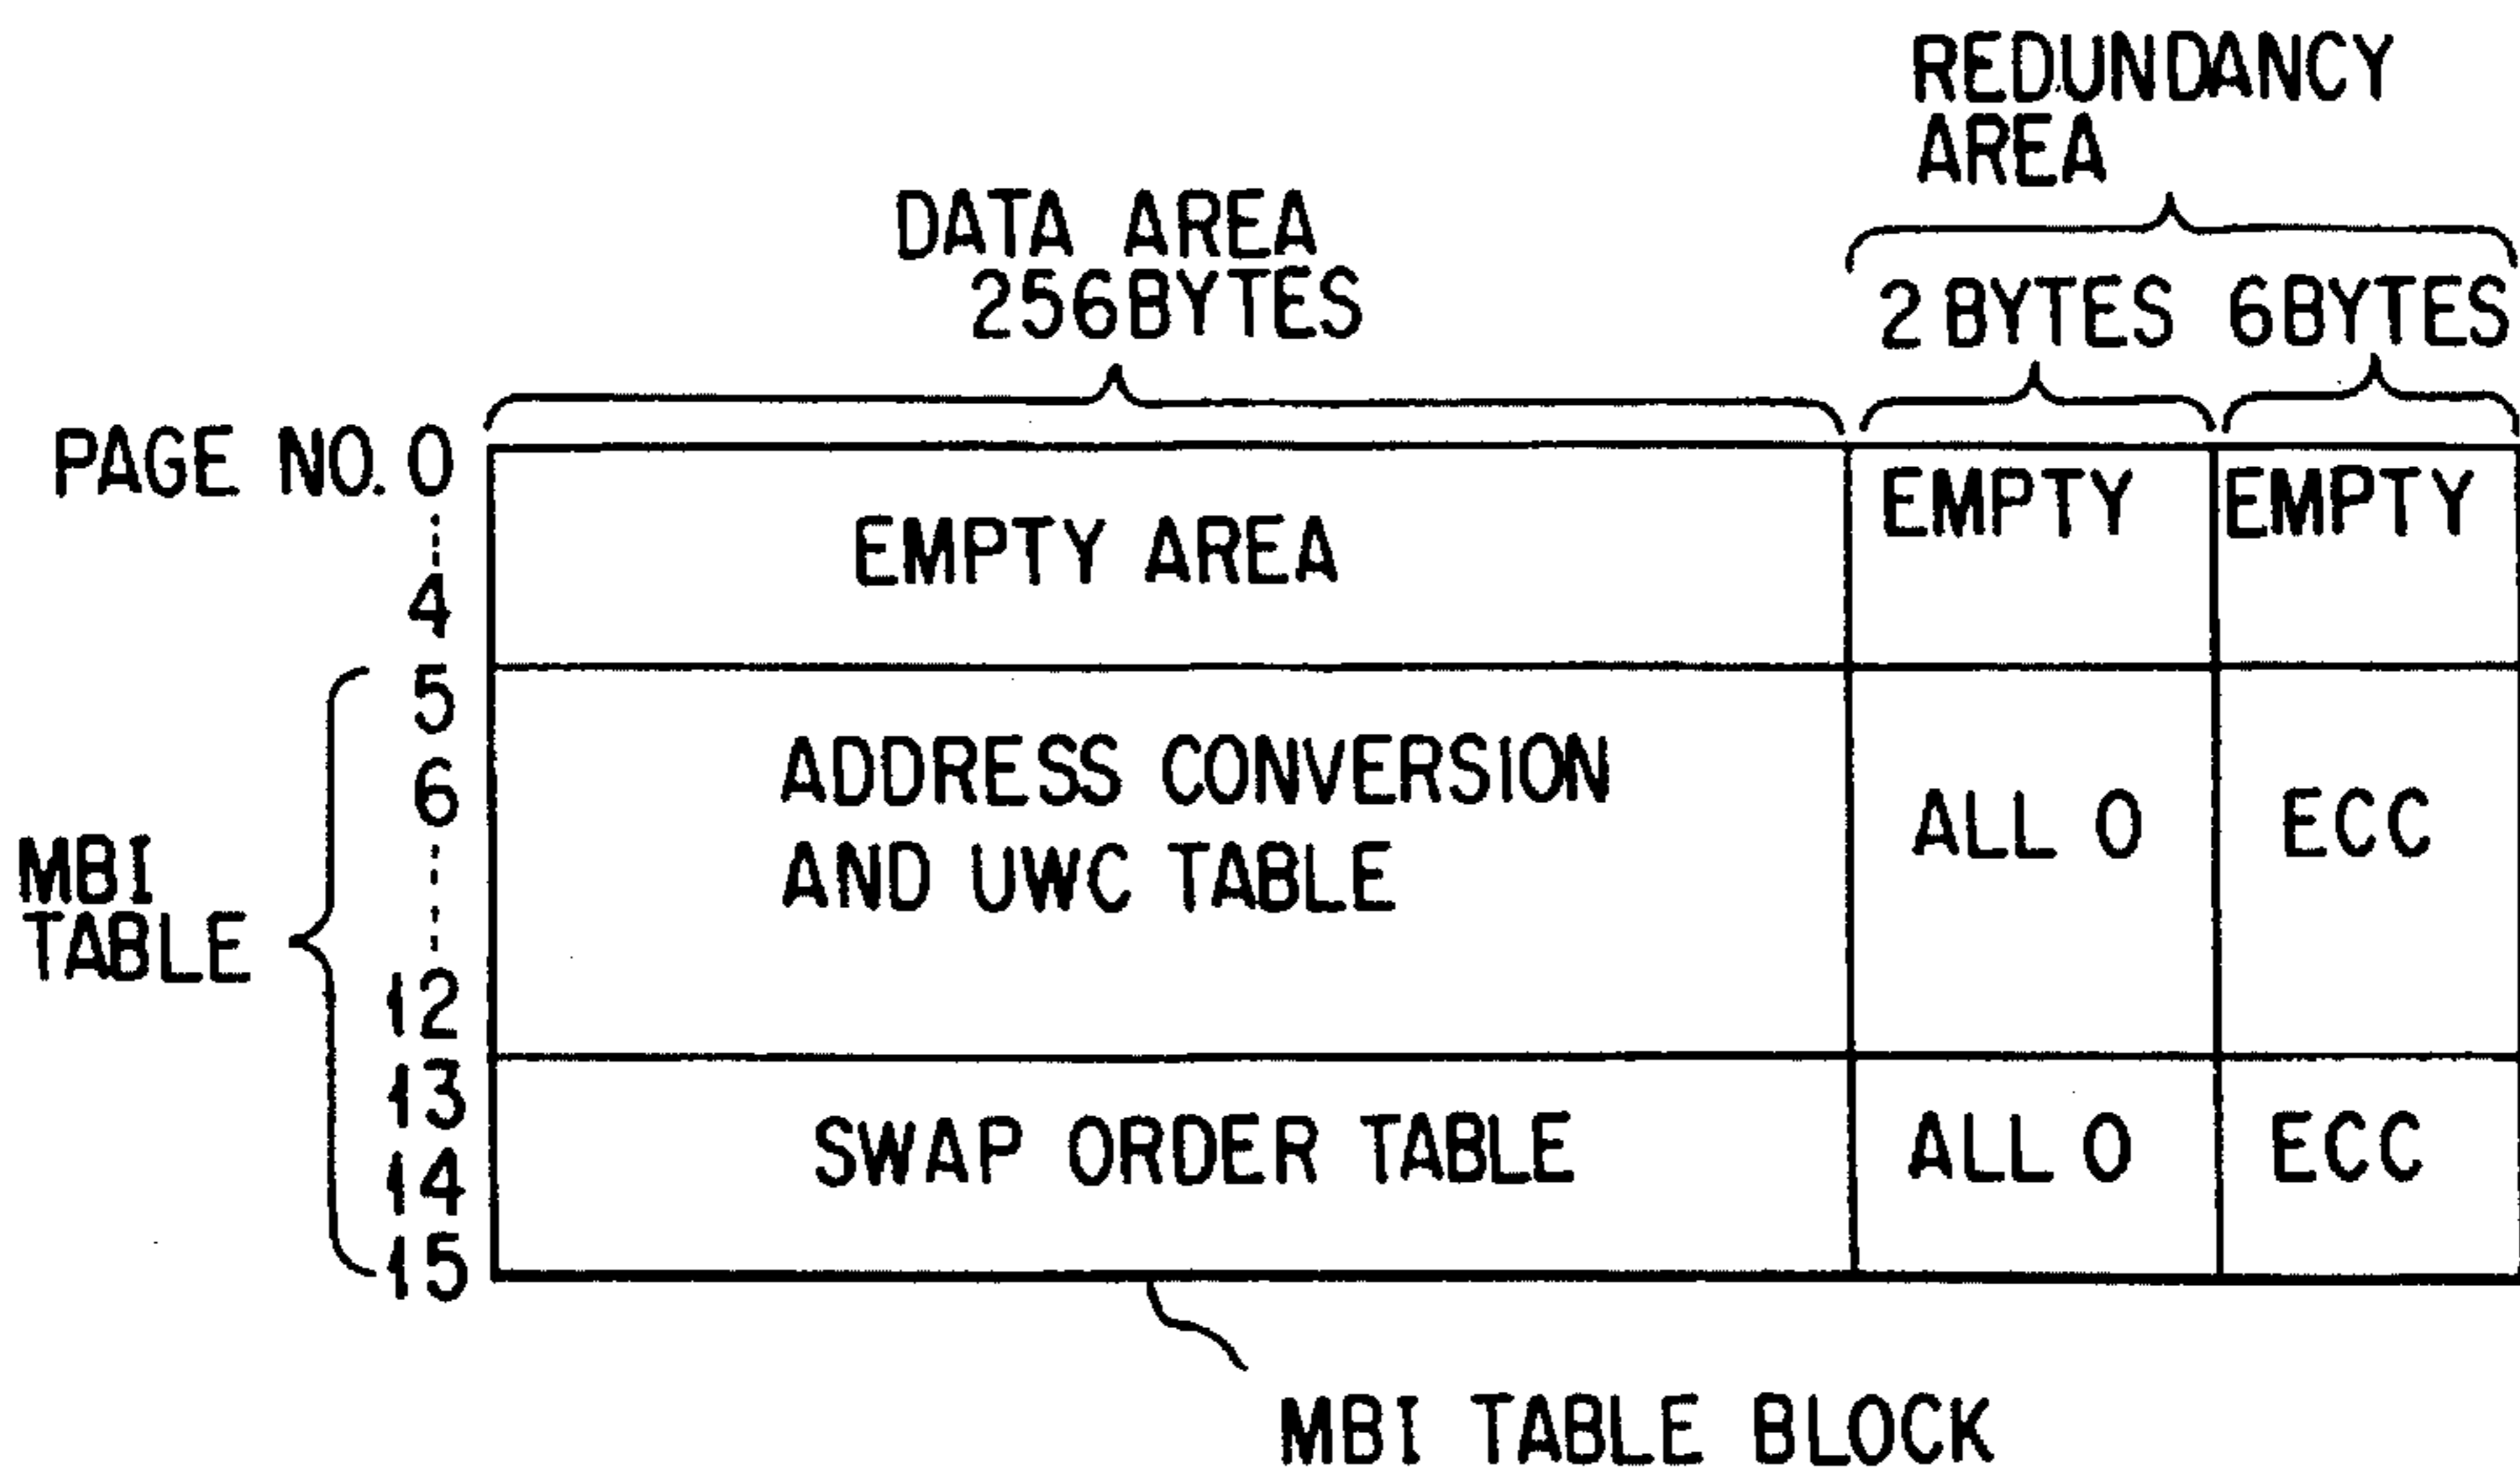 REDUNDANCY
AREA
DATA AREA
256BYTES
2 BYTES 6BYTES
PAGE NO. 0
4
5
6
12
13
14
15
MBI
TABLE
EMPTY AREA
EMPTY
EMPTY
ADDRESS CONVERSION
AND UWC TABLE
ALL 0
ECC
SWAP ORDER TABLE
ALL 0
ECC
MBI TABLE BLOCK